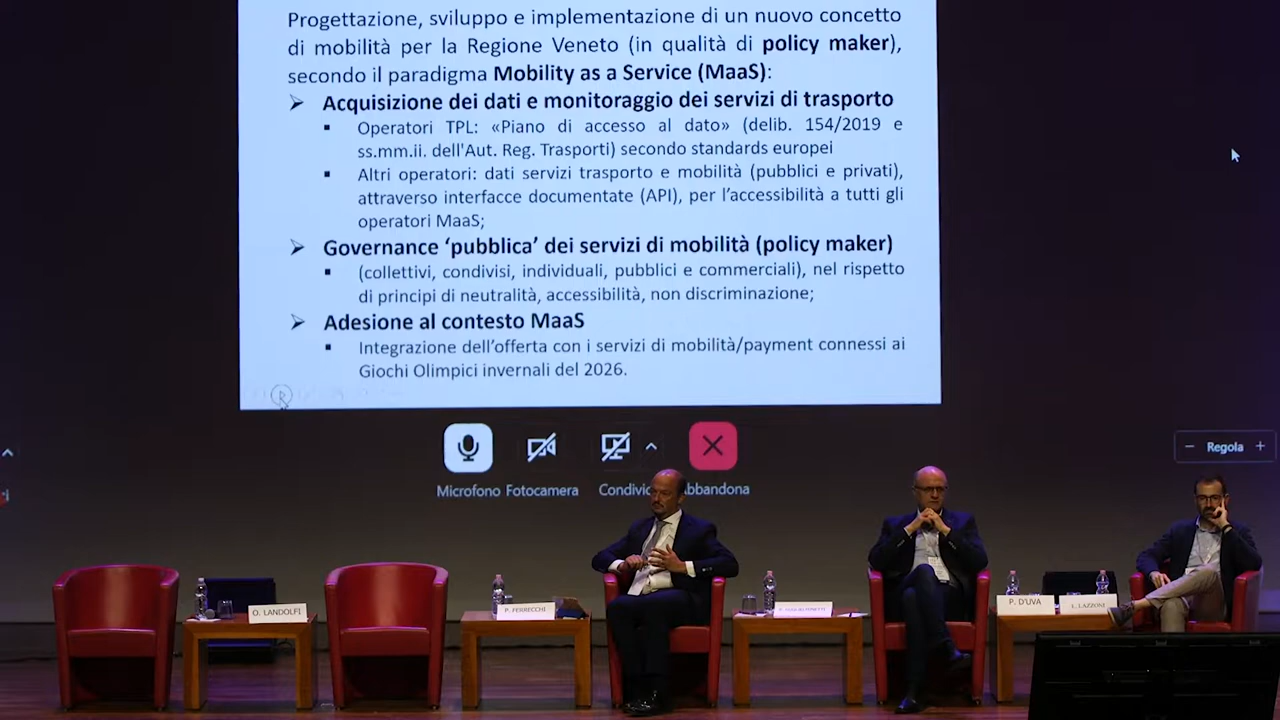 Progettazione, sviluppo e implementazione di un nuovo concetto
di mobilità per la Regione Veneto (in qualità di policy maker),
secondo il paradigma Mobility as a Service (MaaS):
➢ Acquisizione dei dati e monitoraggio dei servizi di trasporto
▪ Operatori TPL: «Piano di accesso al dato» (delib. 154/2019 e
ss.mm.ii. dell'Aut. Reg. Trasporti) secondo standards europei
▪ Altri operatori: dati servizi trasporto e mobilità (pubblici e privati),
attraverso interfacce documentate (API), per l'accessibilità a tutti gli
operatori MaaS;
➢ Governance 'pubblica' dei servizi di mobilità (policy maker)
▪ (collettivi, condivisi, individuali, pubblici e commerciali), nel rispetto
di principi di neutralità, accessibilità, non discriminazione;
➢ Adesione al contesto MaaS
▪ Integrazione dell'offerta con i servizi di mobilità/payment connessi ai
Giochi Olimpici invernali del 2026.
Regola
Microfono Fotocamera Condivi bbandona
O. LANDOLFI
P. FERRECCHI
P. D'UVA
L. LAZZONI